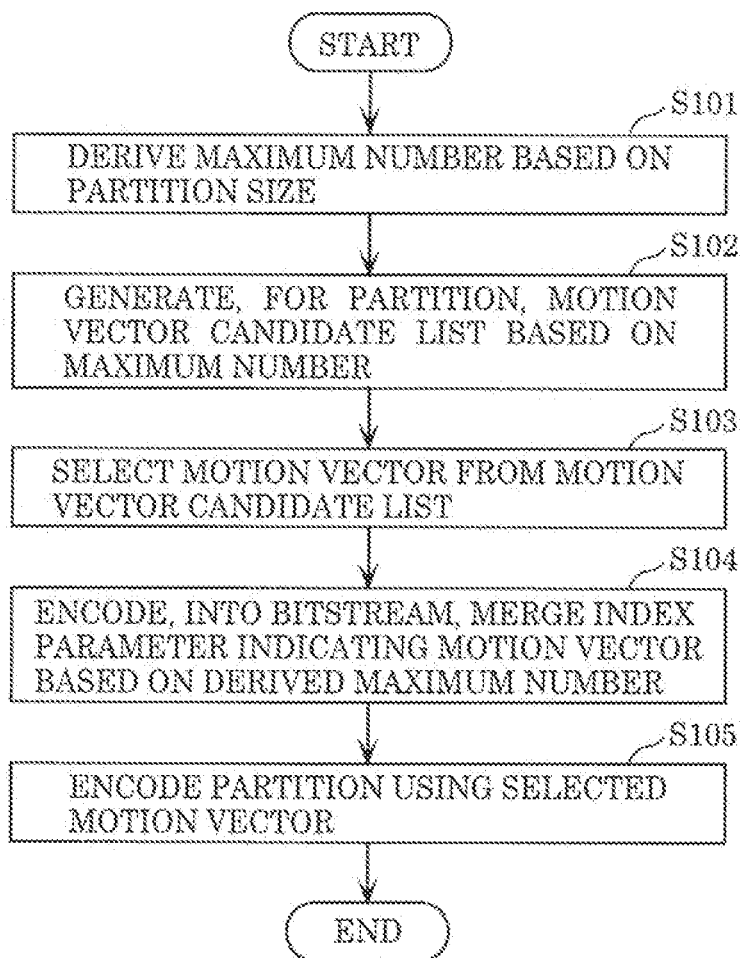 START
S101
DERIVE MAXIMUM NUMBER BASED ON
PARTITION SIZE
S102
GENERATE, FOR PARTITION, MOTION
VECTOR CANDIDATE LIST BASED ON
MAXIMUM NUMBER
S103
SELECT MOTION VECTOR FROM MOTION
VECTOR CANDIDATE LIST
S104
ENCODE, INTO BITSTREAM, MERGE INDEX
PARAMETER INDICATING MOTION VECTOR
BASED ON DERIVED MAXIMUM NUMBER
S105
ENCODE PARTITION USING SELECTED
MOTION VECTOR
END